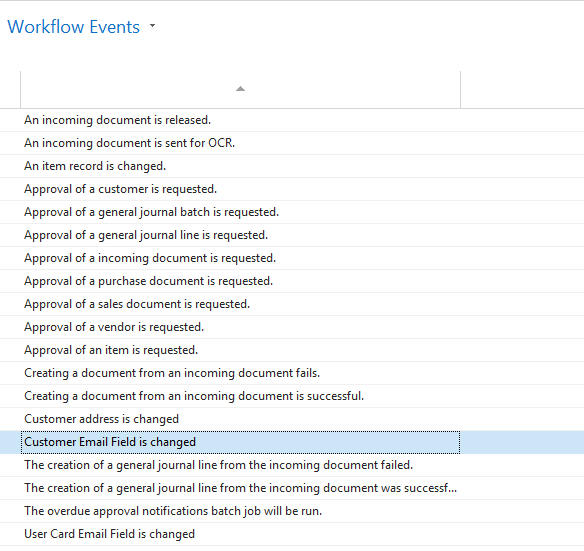 Workflow Events
An incoming document is released.
An incoming document is sent for OCR.
An item record is changed.
Approval of a customer is requested.
Approval of a general journal batch is requested.
Approval of a general journal line is requested.
Approval of a incoming document is requested.
Approval of a purchase document is requested.
Approval of a sales document is requested.
Approval of a vendor is requested.
Approval of an item is requested.
Creating a document from an incoming document fails.
Creating a document from an incoming document is successful.
Customer address is changed
Customer Email Field is changed
The creation of a general journal line from the incoming document failed.
The creation of a general journal line from the incoming document was successf...
The overdue approval notifications batch job will be run.
User Card Email Field is changed